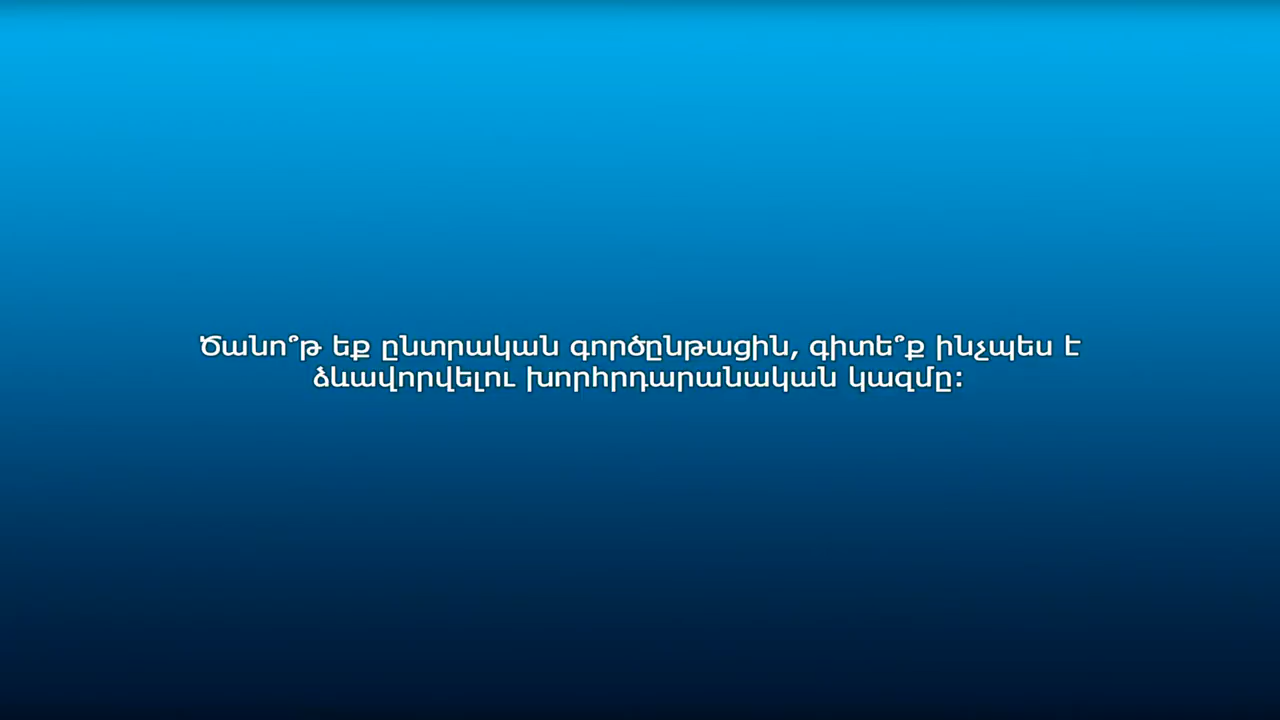 Ծանո՞թ եք ընտրական գործընթացին, գիտե՞ք ինչպես է
ձևավորվելու խորհրդարանական կազմը: